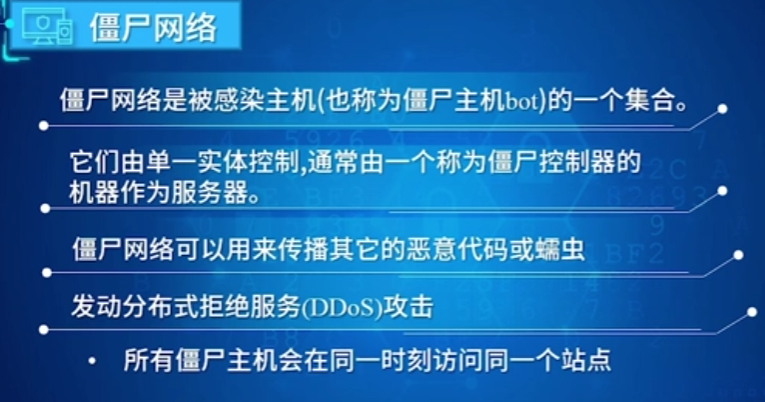 僵尸网络
僵尸网络是被感染主机(也称为僵尸主机bot)的一个集合。
它们由单一实体控制,通常由一个称为僵尸控制器的
机器作为服务器。
僵尸网络可以用来传播其它的恶意代码或蠕虫
发动分布式拒绝服务(DDoS)攻击
• 所有僵尸主机会在同一时刻访问同一个站点